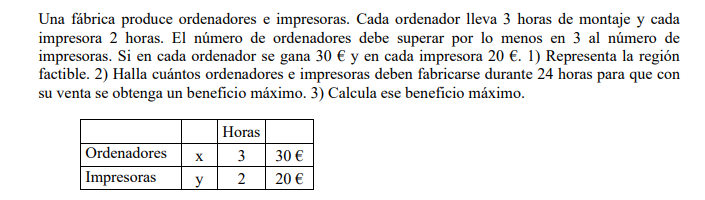 Una fábrica produce ordenadores e impresoras. Cada ordenador lleva 3 horas de montaje y cada
impresora 2 horas. El número de ordenadores debe superar por lo menos en 3 al número de
impresoras. Si en cada ordenador se gana 30 € y en cada impresora 20 €. 1) Representa la región
factible. 2) Halla cuántos ordenadores e impresoras deben fabricarse durante 24 horas para que con
su venta se obtenga un beneficio máximo. 3) Calcula ese beneficio máximo.
Horas
Ordenadores x 3 30 €
Impresoras y 2 20 €